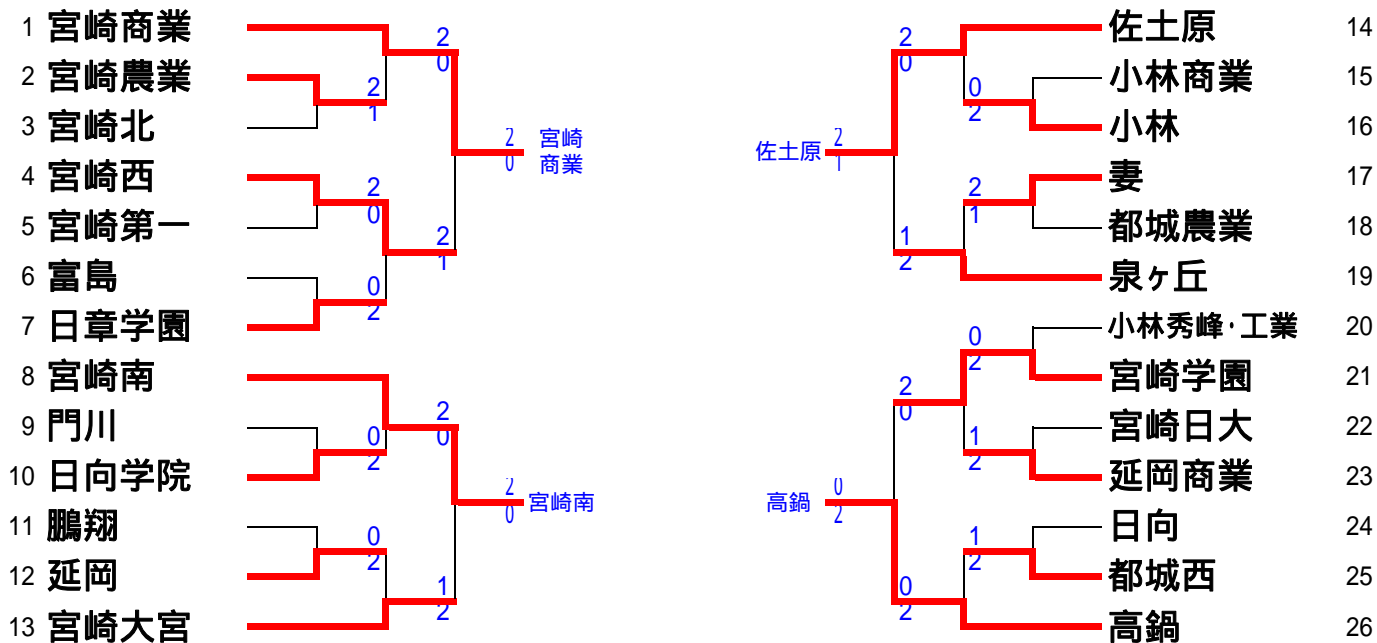 1 宮崎商業
2 宮崎農業
3 宮崎北
4 宮崎西
5 宮崎第一
6 富島
7 日章学園
8 宮崎南
9 門川
10 日向学院
11 鵬翔
12 延岡
13 宮崎大宮
2
0
2
1
2
0
2
1
0
2
2
0
宮崎
商業
2
0
0
2
0
2
1
2
2
0
宮崎南
佐土原
2
1
2
0
0
2
2
1
1
2
高鍋
0
2
0
2
2
0
1
2
1
2
0
2
佐土原 14
小林商業 15
小林 16
妻 17
都城農業 18
泉ヶ丘 19
小林秀峰・工業 20
宮崎学園 21
宮崎日大 22
延岡商業 23
日向 24
都城西 25
高鍋 26